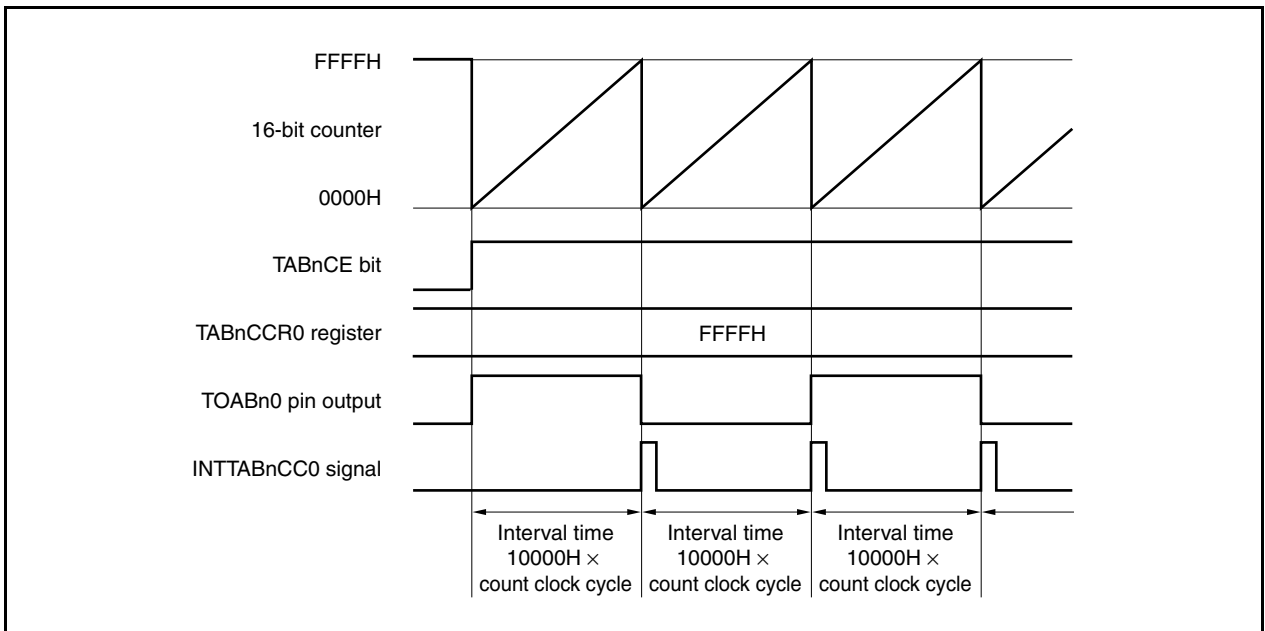 FFFFH
16-bit counter
0000H
TABnCE bit
TABnCCR0 register
FFFFH
TOABn0 pin output
INTTABnCC0 signal
Interval time
10000H ×
count clock cycle
Interval time
10000H ×
count clock cycle
Interval time
10000H ×
count clock cycle